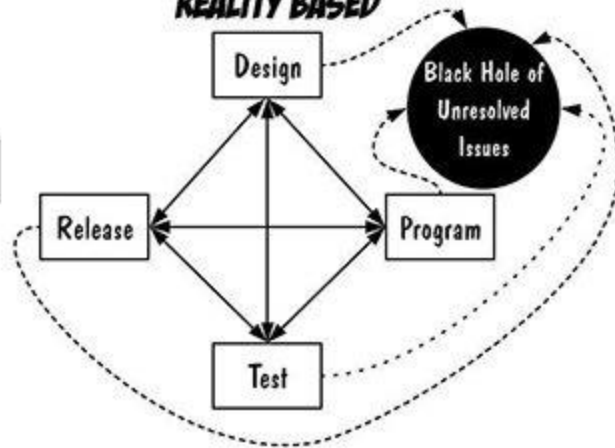 REALITY BASED
Design
Black Hole of
Unresolved
Issues
Release
Program
Test